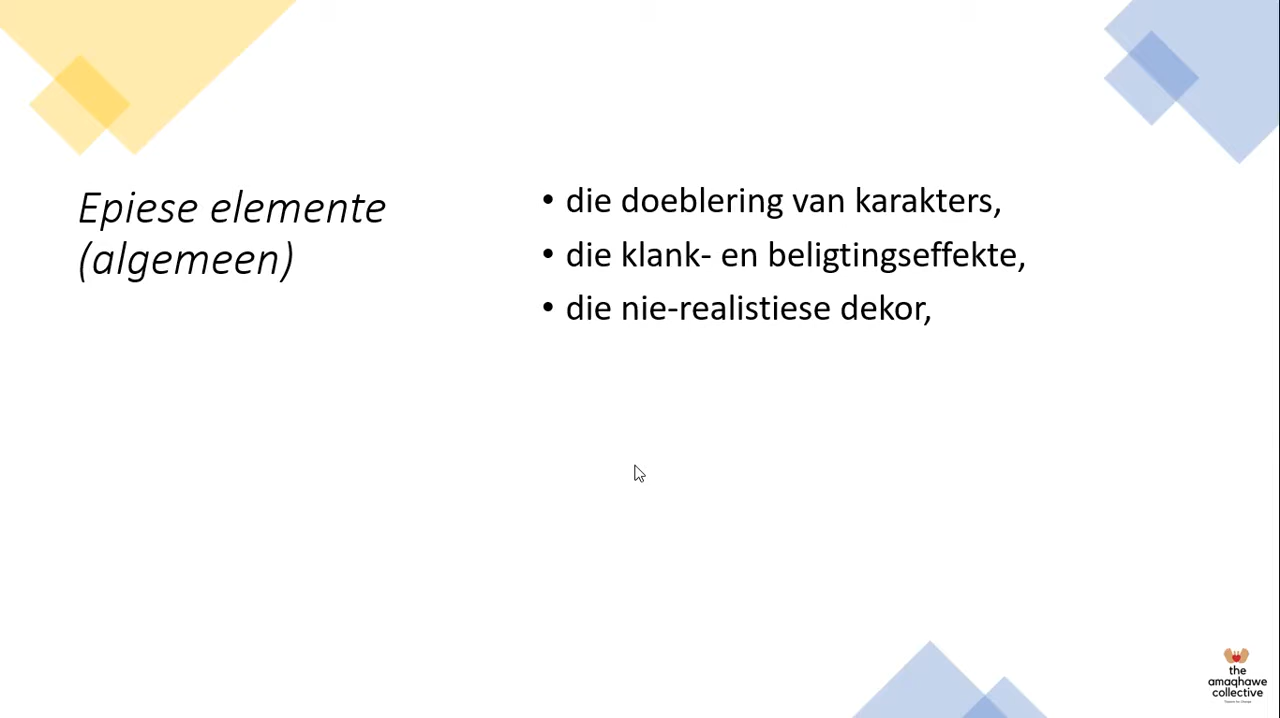 Epiese elemente
(algemeen)
• die doeblering van karakters,
• die klank- en beligtingseffekte,
• die nie-realistiese dekor,
the
amaqhawe
collective